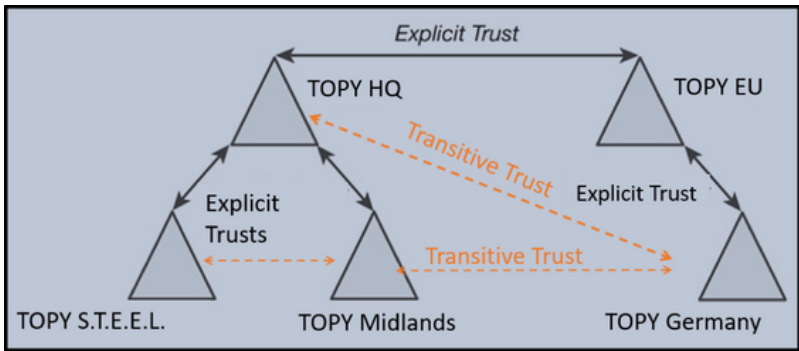 Explicit Trust
TOPY HQ
TOPY EU
Transitive Trust
Explicit
Trusts
Explicit Trust
Transitive Trust
TOPY S.T.E.E.L.
TOPY Midlands
TOPY Germany